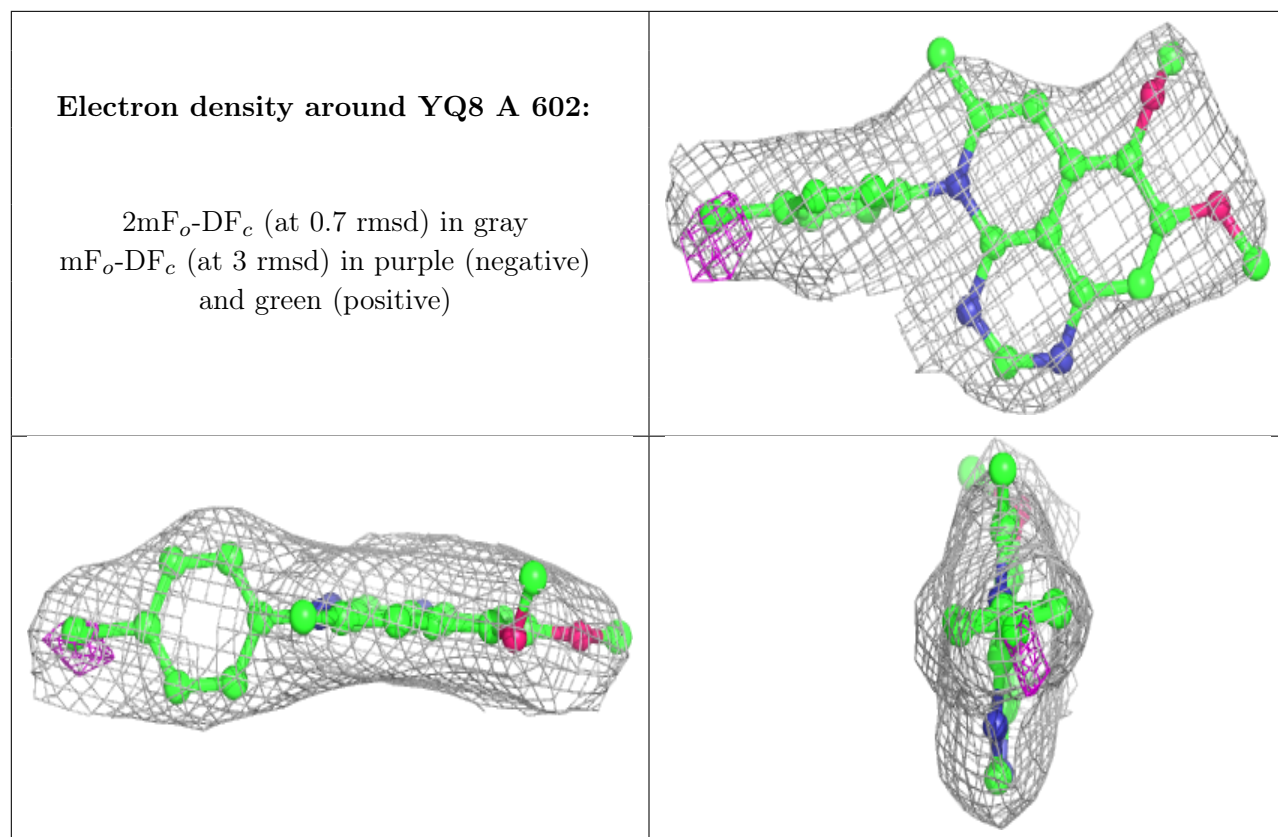 Electron density around YQ8 A 602:
2mFₒ-DF𝑐 (at 0.7 rmsd) in gray
mFₒ-DF𝑐 (at 3 rmsd) in purple (negative)
and green (positive)